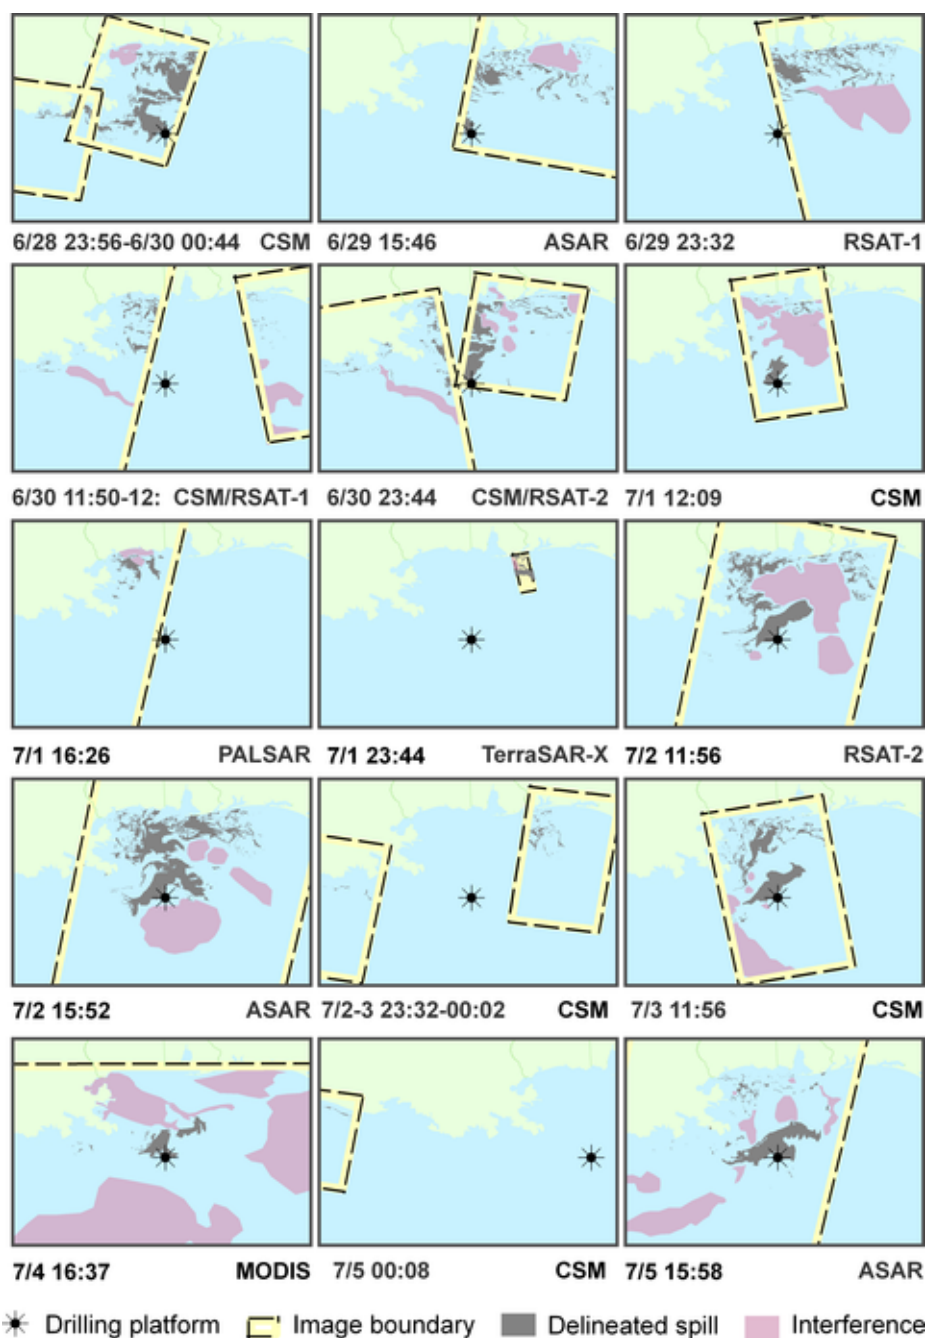 6/28 23:56-6/30 00:44 CSM
6/29 15:46 ASAR
6/29 23:32 RSAT-1
6/30 11:50-12: CSM/RSAT-1
6/30 23:44 CSM/RSAT-2
7/1 12:09 CSM
7/1 16:26 PALSAR
7/1 23:44 TerraSAR-X
7/2 11:56 RSAT-2
7/2 15:52 ASAR
7/2-3 23:32-00:02 CSM
7/3 11:56 CSM
7/4 16:37 MODIS
7/5 00:08 CSM
7/5 15:58 ASAR
Drilling platform Image boundary Delineated spill Interference